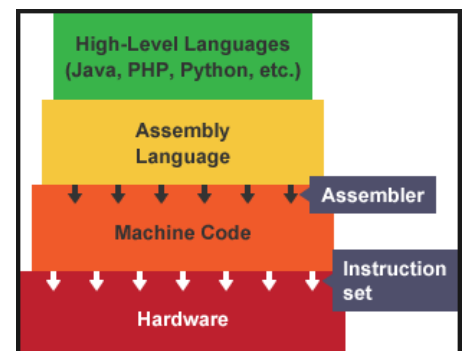 High-Level Languages
(Java, PHP, Python, etc.)
Assembly
Language
Assembler
Machine Code
Instruction
set
Hardware